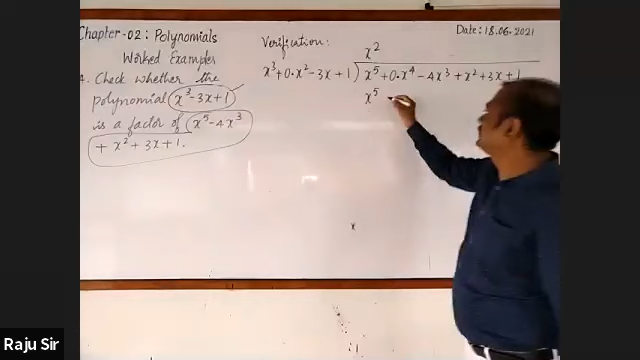 Chapter-02: Polynomials
Date: 18.06.2021
Worked Examples
Check whether the
polynomial x³-3x+1
is a factor of x⁵-4x³
+ x²+3x+1.
Verification:
x²
x³+0·x²-3x+1 ) x⁵+0·x⁴-4x³+x²+3x+1
x⁵
Raju Sir